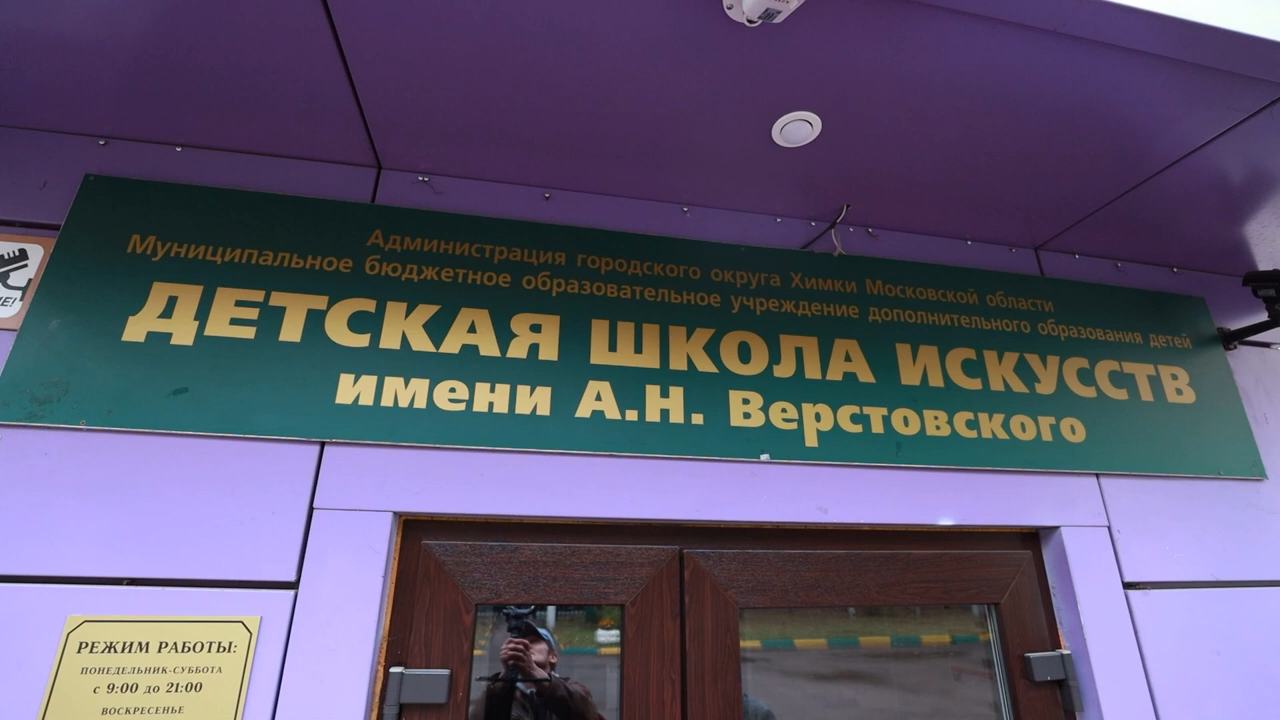 Администрация городского округа Химки Московской области
Муниципальное бюджетное образовательное учреждение дополнительного образования детей
ДЕТСКАЯ ШКОЛА ИСКУССТВ
имени А.Н. Верстовского
РЕЖИМ РАБОТЫ:
ПОНЕДЕЛЬНИК-СУББОТА
с 9:00 до 21:00
ВОСКРЕСЕНЬЕ